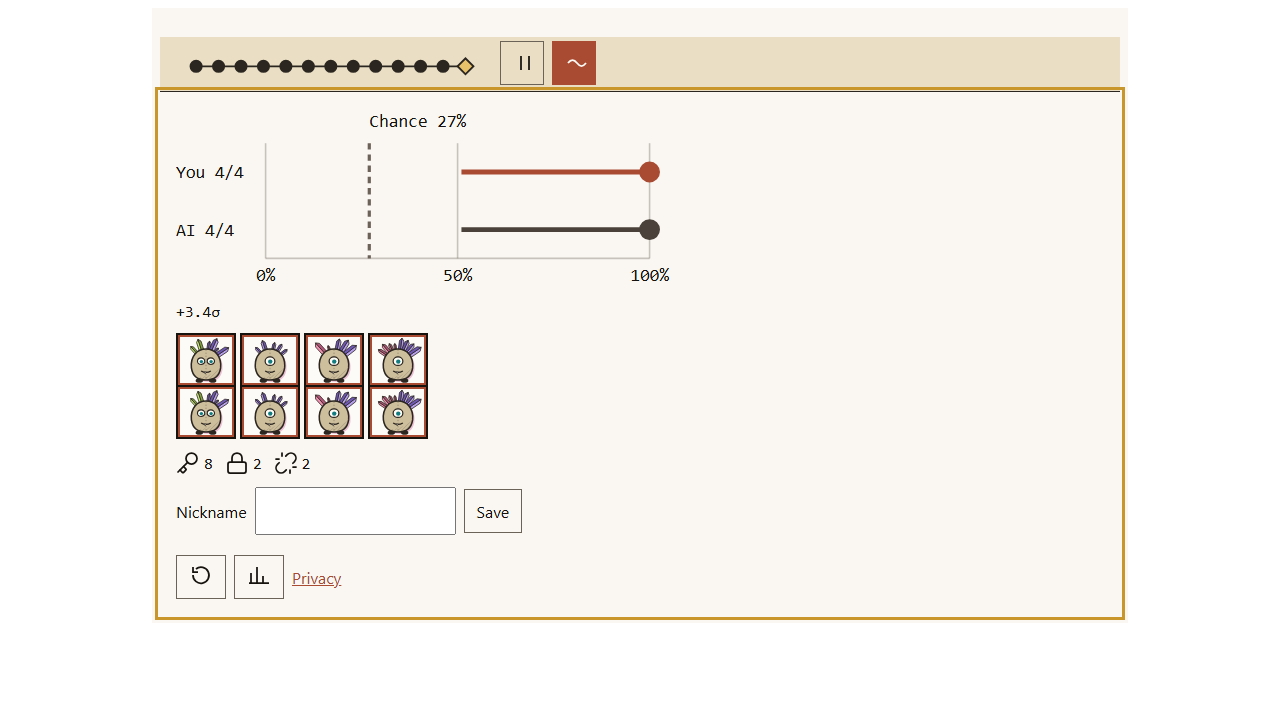 Chance 27%
You 4/4
AI 4/4
0% 50% 100%
+3.4σ
8 2 2
Nickname Save
Privacy